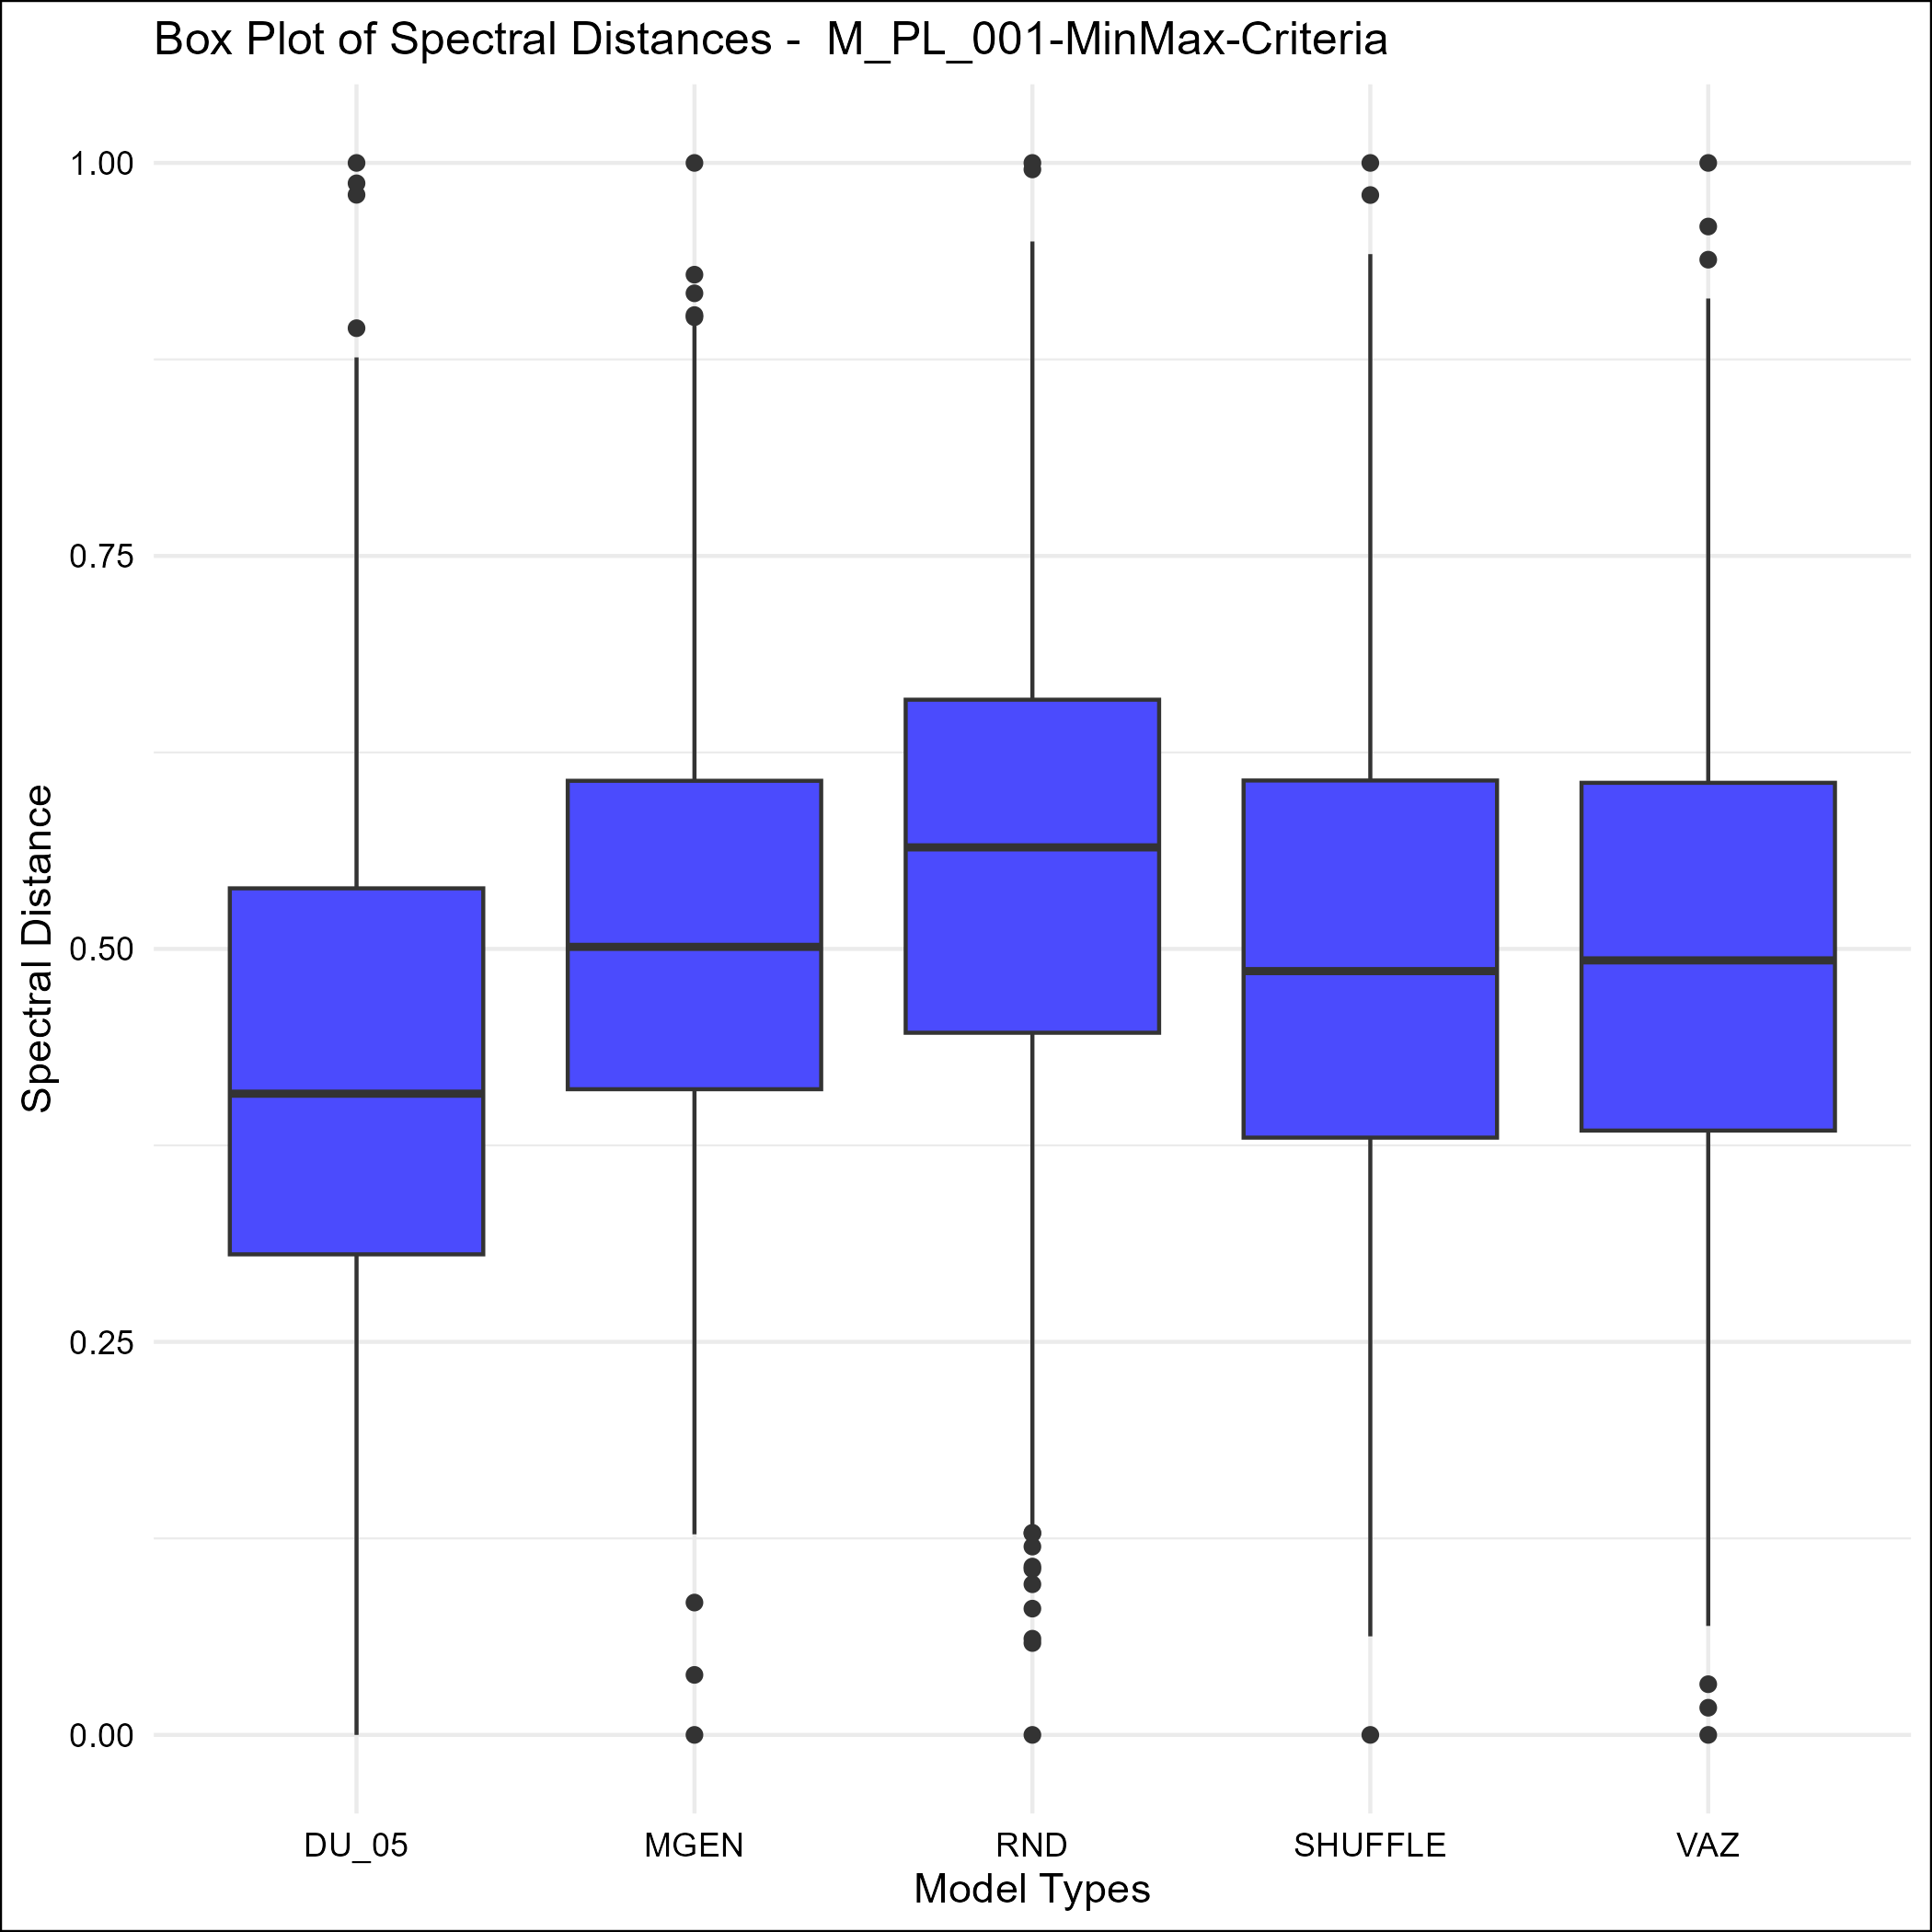 Box Plot of Spectral Distances -  M_PL_001-MinMax-Criteria
Spectral Distance
1.00
0.75
0.50
0.25
0.00
DU_05
MGEN
RND
SHUFFLE
VAZ
Model Types